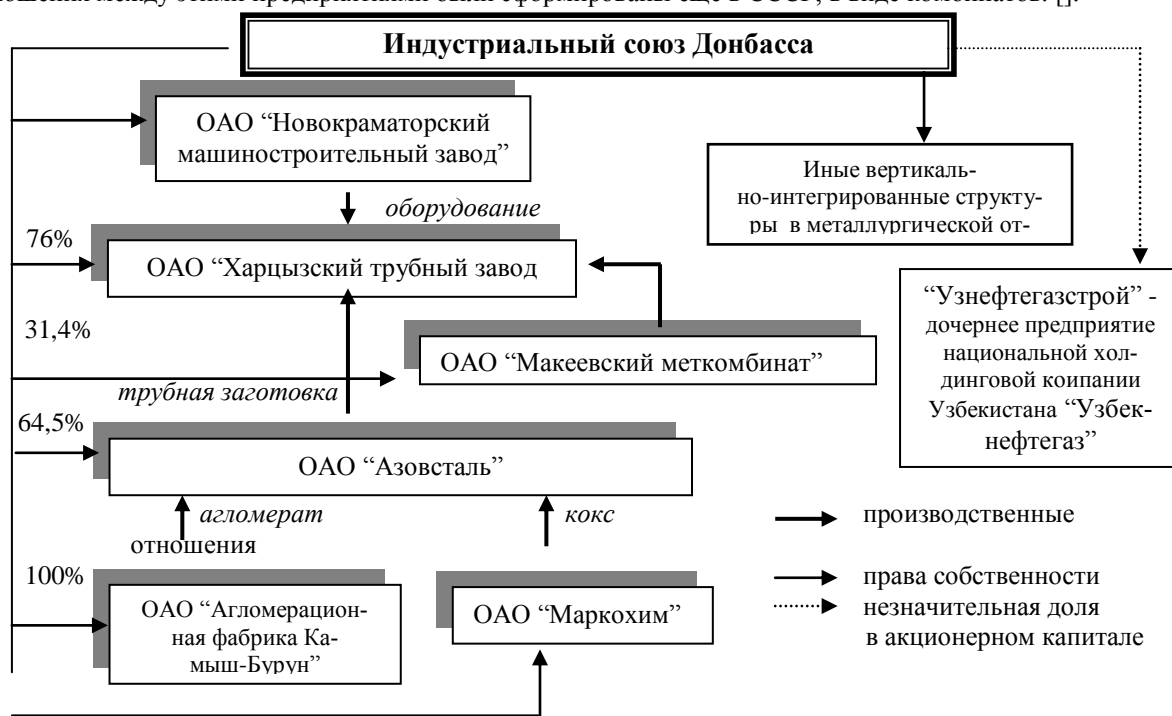 Индустриальный союз Донбасса
ОАО “Новокраматорский
машиностроительный завод”
Иные вертикаль-
но-интегрированные структу-
ры в металлургической от-
оборудование
76%
ОАО “Харцызский трубный завод
“Узнефтегазстрой” -
дочернее предприятие
национальной хол-
динговой коипании
Узбекистана “Узбек-
нефтегаз”
31,4%
ОАО “Макеевский меткомбинат”
трубная заготовка
64,5%
ОАО “Азовсталь”
агломерат
кокс
отношения
100%
ОАО “Агломерацион-
ная фабрика Ка-
мыш-Бурун”
ОАО “Маркохим”
производственные
права собственности
незначительная доля
в акционерном капитале